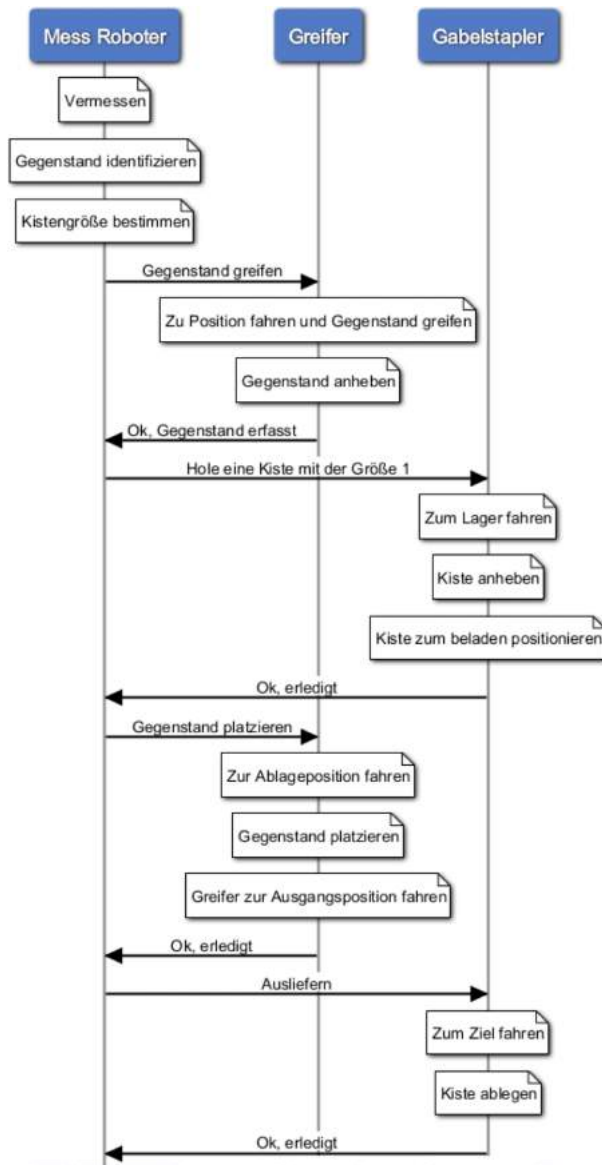 Mess Roboter
Greifer
Gabelstapler
Vermessen
Gegenstand identifizieren
Kistengröße bestimmen
Gegenstand greifen
Zu Position fahren und Gegenstand greifen
Gegenstand anheben
Ok, Gegenstand erfasst
Hole eine Kiste mit der Größe 1
Zum Lager fahren
Kiste anheben
Kiste zum beladen positionieren
Ok, erledigt
Gegenstand platzieren
Zur Ablageposition fahren
Gegenstand platzieren
Greifer zur Ausgangsposition fahren
Ok, erledigt
Ausliefern
Zum Ziel fahren
Kiste ablegen
Ok, erledigt